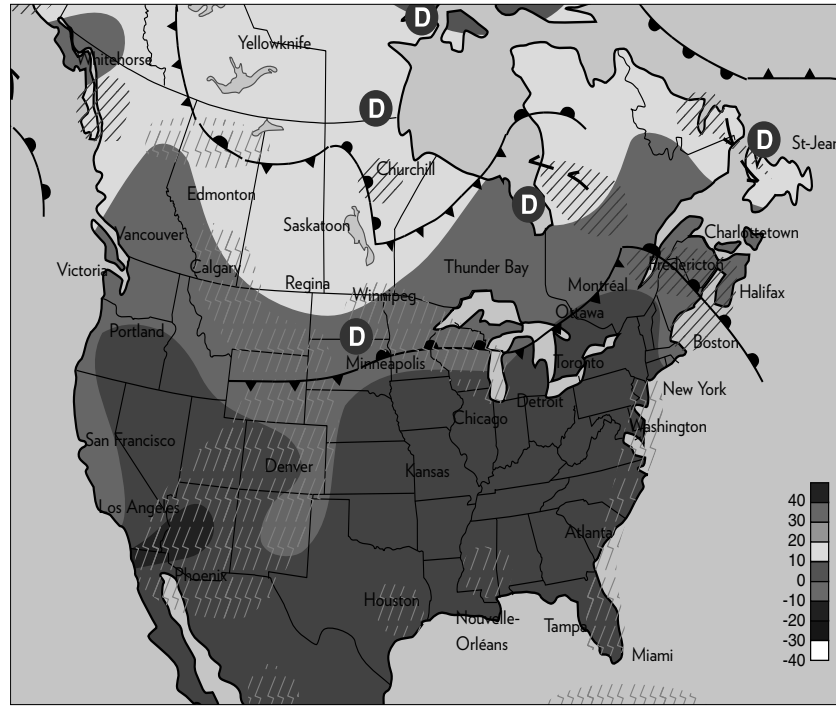 D
Yellowknife
Whitehorse
D
D
St-Jean
Churchill
Edmonton
D
Saskatoon
Vancouver
Charlottetown
Calgary
Victoria
Thunder Bay
Fredericton
Regina
Winnipeg
Montréal
Halifax
Ottawa
Portland
D
Minneapolis
Toronto
Boston
New York
Detroit
Chicago
Washington
San Francisco
Denver
Kansas
Los Angeles
Atlanta
Phoenix
Houston
Nouvelle-
Orléans
Tampa
Miami
40
30
20
10
0
-10
-20
-30
-40